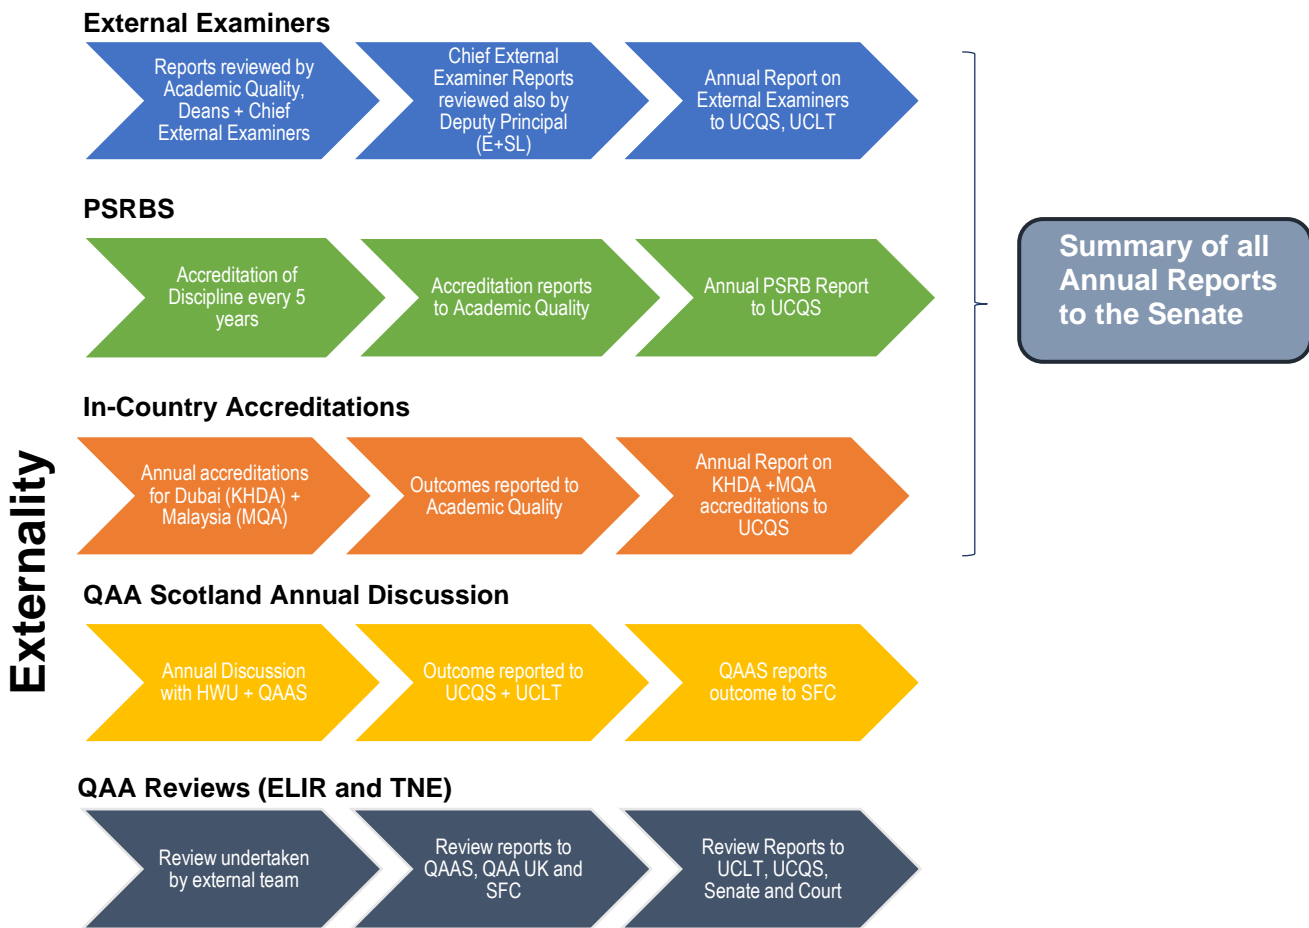 External Examiners
Reports reviewed by
Academic Quality,
Deans + Chief
External Examiners
Chief External
Examiner Reports
reviewed also by
Deputy Principal
(E+SL)
Annual Report on
External Examiners
to UCQS, UCLT
PSRBS
Accreditation of
Discipline every 5
years
Accreditation reports
to Academic Quality
Annual PSRB Report
to UCQS
Summary of all
Annual Reports
to the Senate
In-Country Accreditations
Annual accreditations
for Dubai (KHDA) +
Malaysia (MQA)
Outcomes reported to
Academic Quality
Annual Report on
KHDA +MQA
accreditations to
UCQS
Externality
QAA Scotland Annual Discussion
Annual Discussion
with HWU + QAAS
Outcome reported to
UCQS + UCLT
QAAS reports
outcome to SFC
QAA Reviews (ELIR and TNE)
Review undertaken
by external team
Review reports to
QAAS, QAA UK and
SFC
Review Reports to
UCLT, UCQS,
Senate and Court